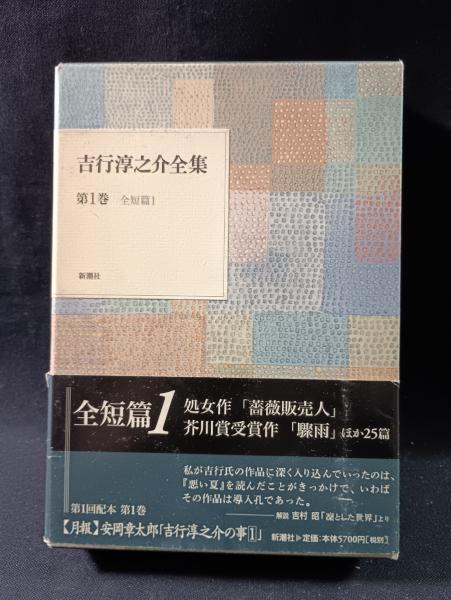 吉行淳之介全集
第1巻 全短篇1
新潮社
全短篇1
処女作「薔薇販売人」
芥川賞受賞作「驟雨」ほか25篇
私が吉行氏の作品に深く入り込んでいったのは、
『悪い夏』を読んだことがきっかけで、いわば
その作品は導入孔であった。
――解説 吉村 昭「凜とした世界」より
第1回配本 第1巻
【月報】安岡章太郎「吉行淳之介の事1」
新潮社▷定価:本体5700円[税別]